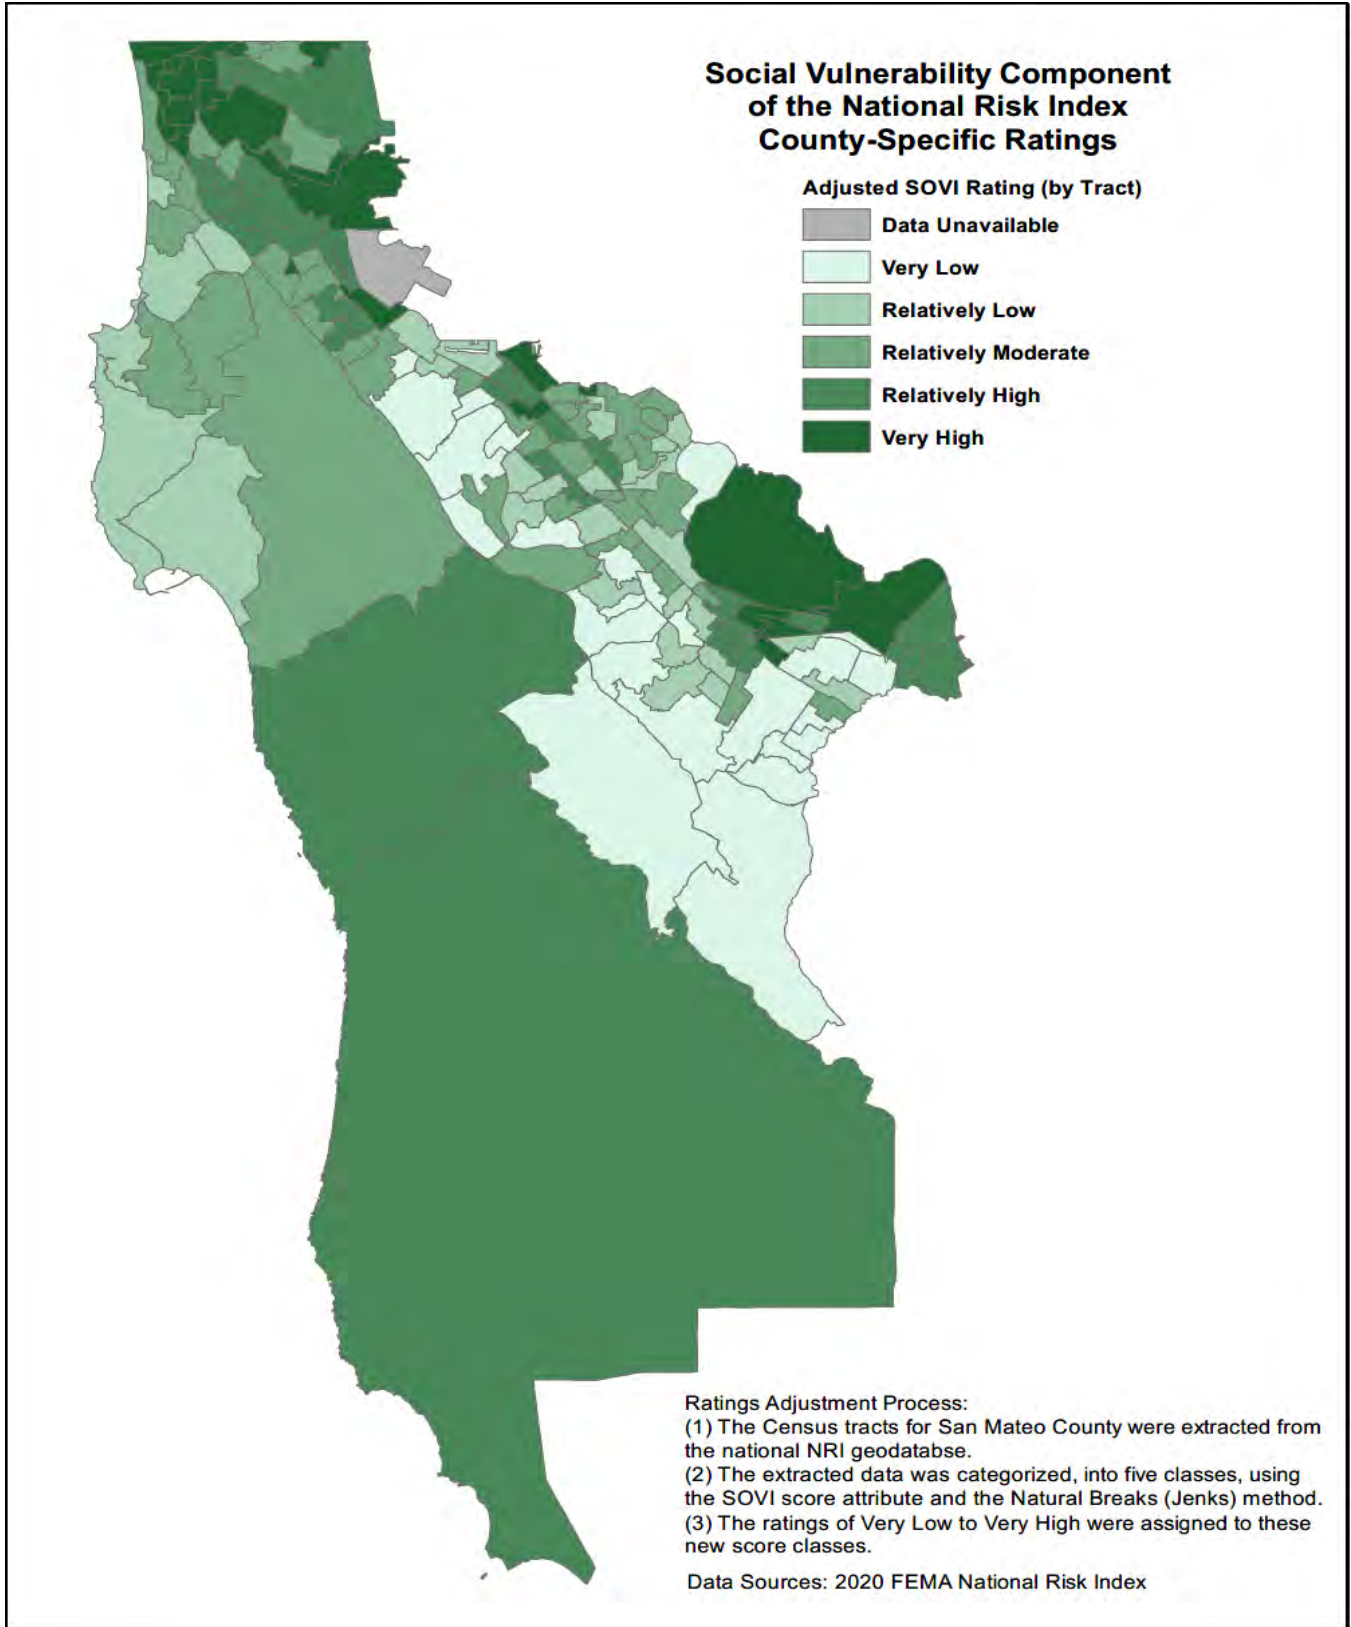 Social Vulnerability Component
of the National Risk Index
County-Specific Ratings
Adjusted SOVI Rating (by Tract)
Data Unavailable
Very Low
Relatively Low
Relatively Moderate
Relatively High
Very High
Ratings Adjustment Process:
(1) The Census tracts for San Mateo County were extracted from
the national NRI geodatabse.
(2) The extracted data was categorized, into five classes, using
the SOVI score attribute and the Natural Breaks (Jenks) method.
(3) The ratings of Very Low to Very High were assigned to these
new score classes.
Data Sources: 2020 FEMA National Risk Index